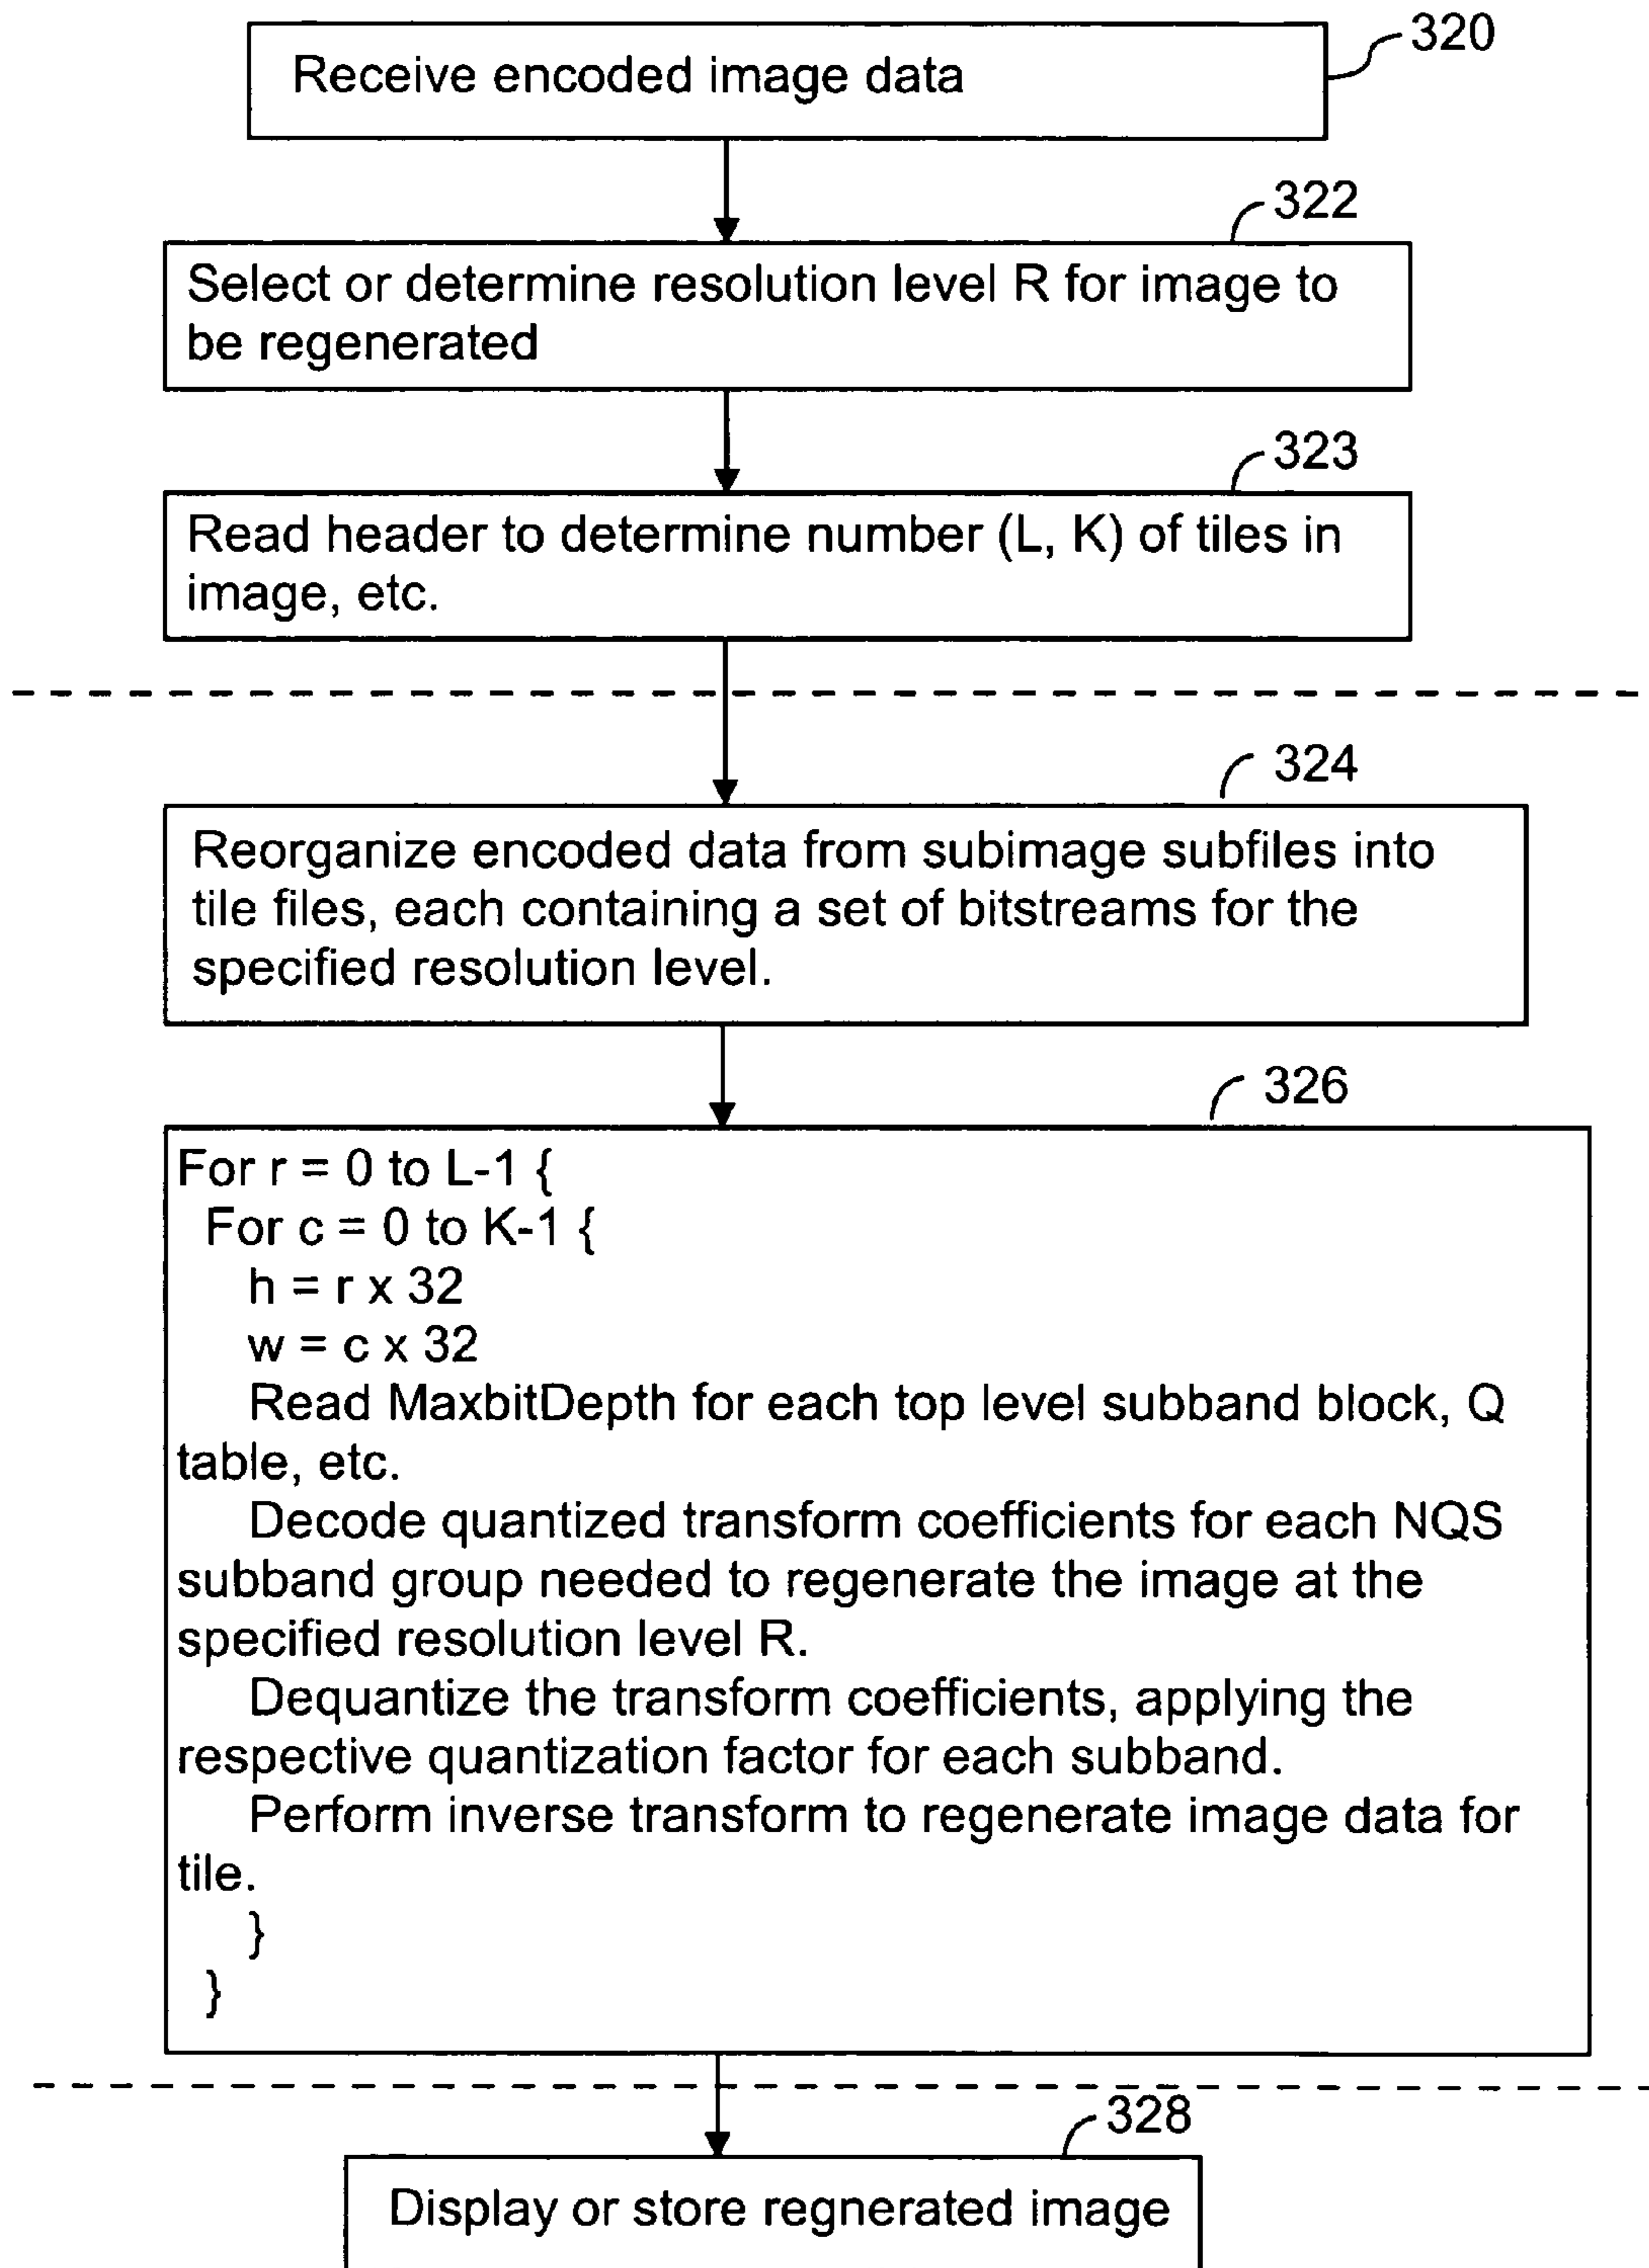 320
Receive encoded image data
322
Select or determine resolution level R for image to
be regenerated
323
Read header to determine number (L, K) of tiles in
image, etc.
324
Reorganize encoded data from subimage subfiles into
tile files, each containing a set of bitstreams for the
specified resolution level.
326
For r = 0 to L-1 {
For c = 0 to K-1 {
h = r x 32
w = c x 32
Read MaxbitDepth for each top level subband block, Q
table, etc.
Decode quantized transform coefficients for each NQS
subband group needed to regenerate the image at the
specified resolution level R.
Dequantize the transform coefficients, applying the
respective quantization factor for each subband.
Perform inverse transform to regenerate image data for
tile.
}
}
328
Display or store regnerated image